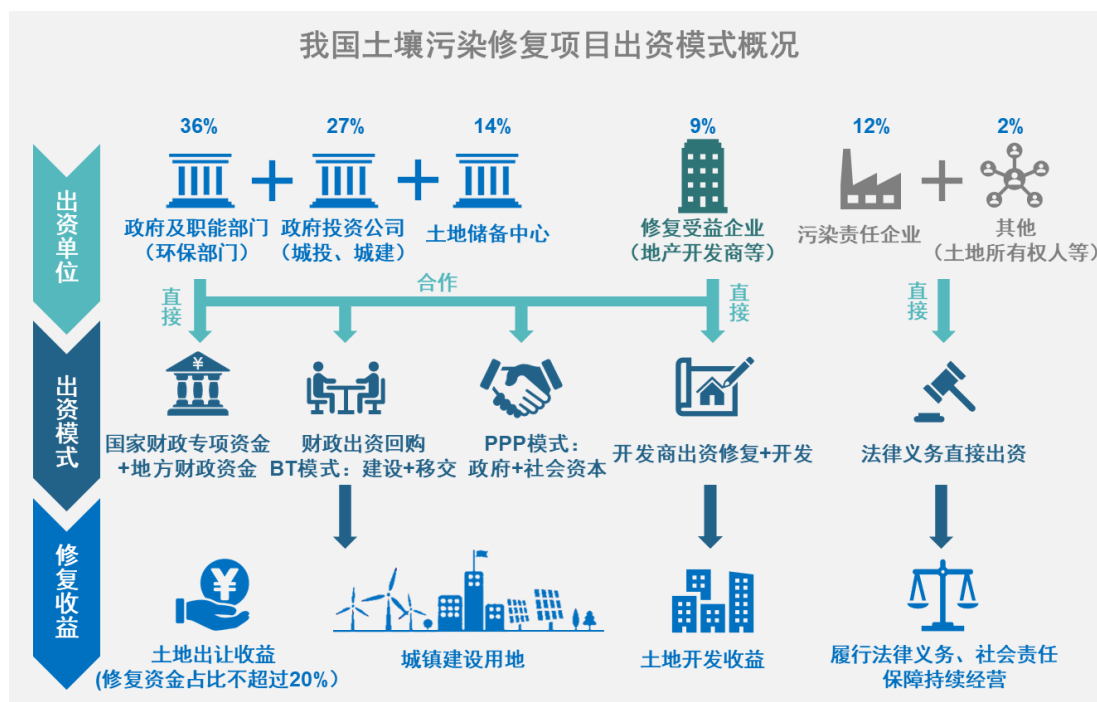 我国土壤污染修复项目出资模式概况
36%
27%
14%
9%
12%
2%
出资单位
政府及职能部门
（环保部门）
政府投资公司
（城投、城建）
土地储备中心
修复受益企业
（地产开发商等）
污染责任企业
其他
（土地所有权人等）
直接
合作
直接
直接
出资模式
¥
国家财政专项资金
+地方财政资金
财政出资回购
BT模式：建设+移交
PPP模式：
政府+社会资本
开发商出资修复+开发
法律义务直接出资
修复收益
¥
土地出让收益
(修复资金占比不超过20%）
城镇建设用地
土地开发收益
履行法律义务、社会责任
保障持续经营